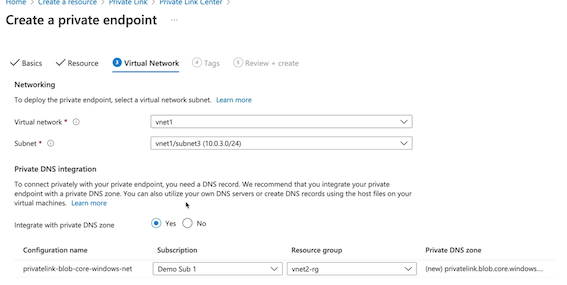 Home > Create a resource > Private Link > Private Link Center >
Create a private endpoint ...
Basics Resource 3 Virtual Network 4 Tags 5 Review + create
Networking
To deploy the private endpoint, select a virtual network subnet. Learn more
Virtual network * vnet1
Subnet * vnet1/subnet3 (10.0.3.0/24)
Private DNS integration
To connect privately with your private endpoint, you need a DNS record. We recommend that you integrate your private
endpoint with a private DNS zone. You can also utilize your own DNS servers or create DNS records using the host files on your
virtual machines. Learn more
Integrate with private DNS zone Yes No
Configuration name Subscription Resource group Private DNS zone
privatelink-blob-core-windows-net Demo Sub 1 vnet2-rg (new) privatelink.blob.core.windows....